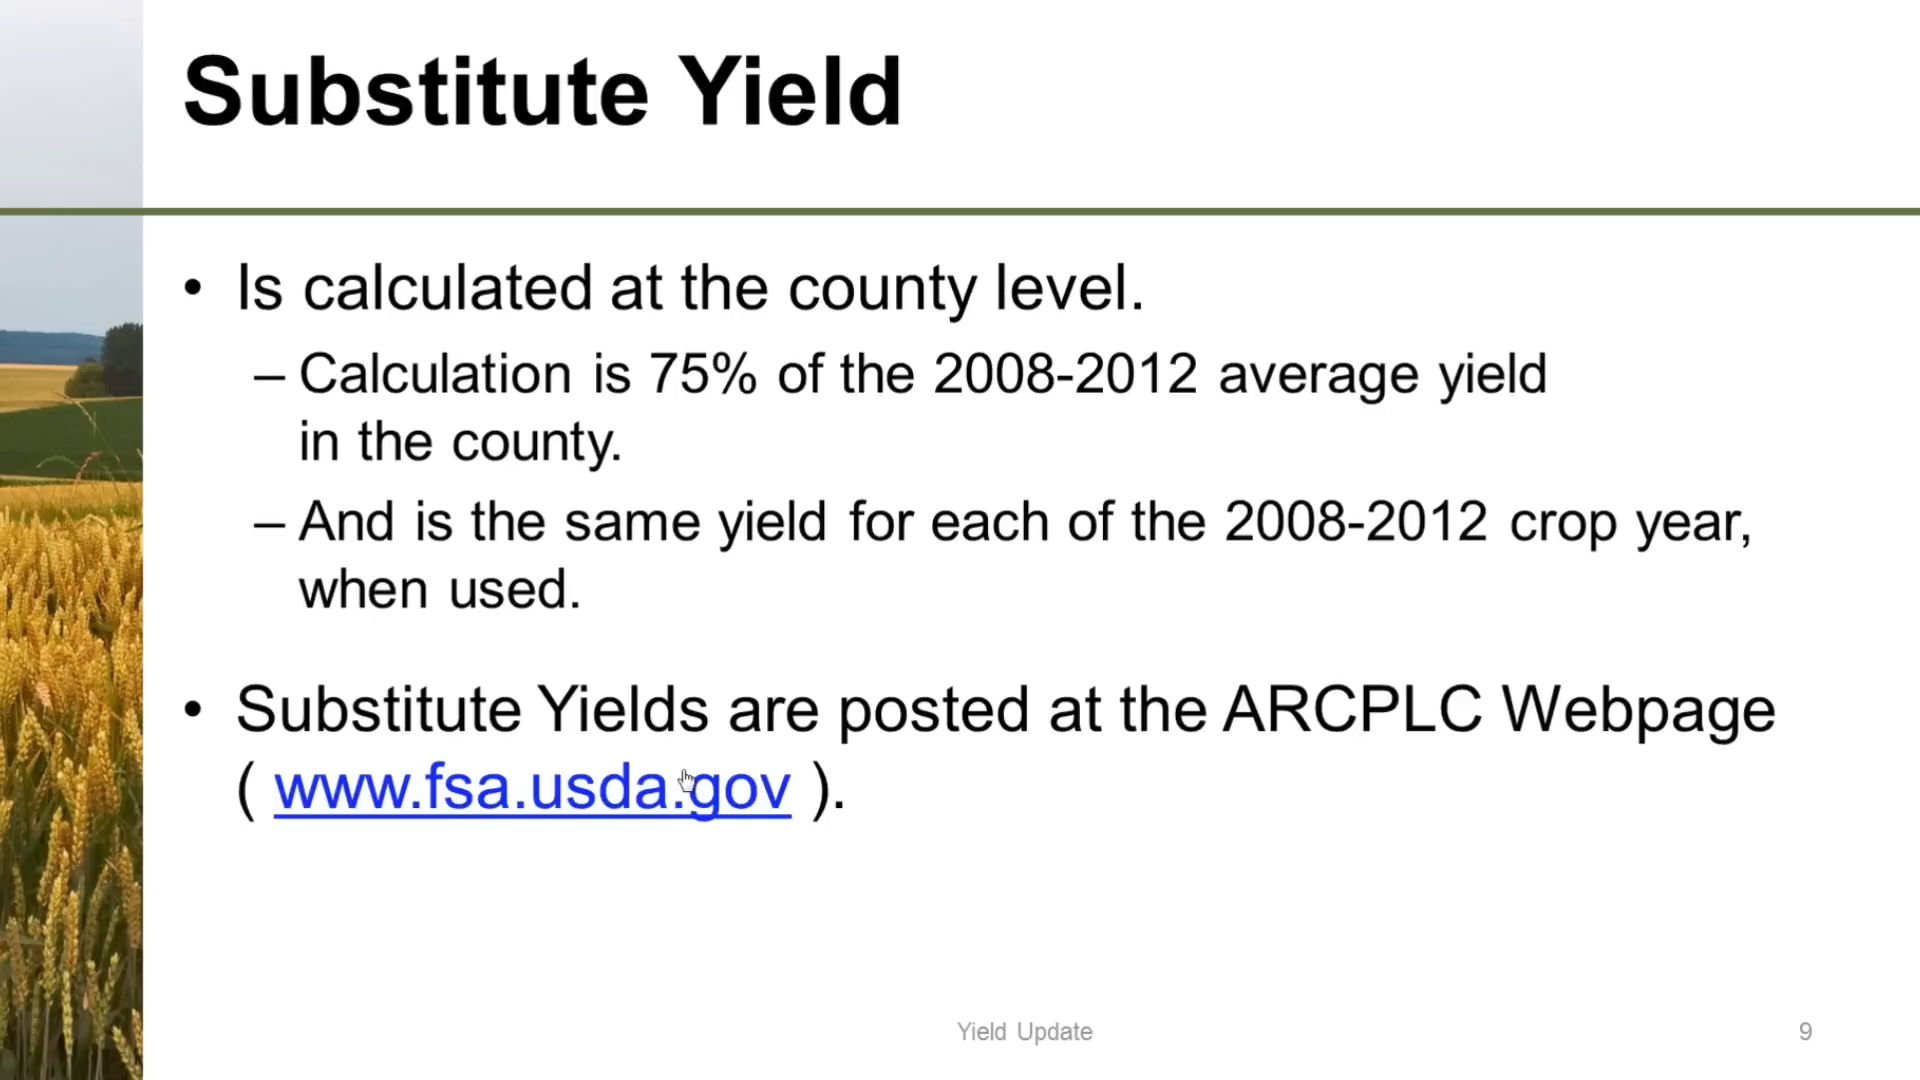 Substitute Yield
• Is calculated at the county level.
– Calculation is 75% of the 2008-2012 average yield
in the county.
– And is the same yield for each of the 2008-2012 crop year,
when used.
• Substitute Yields are posted at the ARCPLC Webpage
( www.fsa.usda.gov ).
Yield Update
9